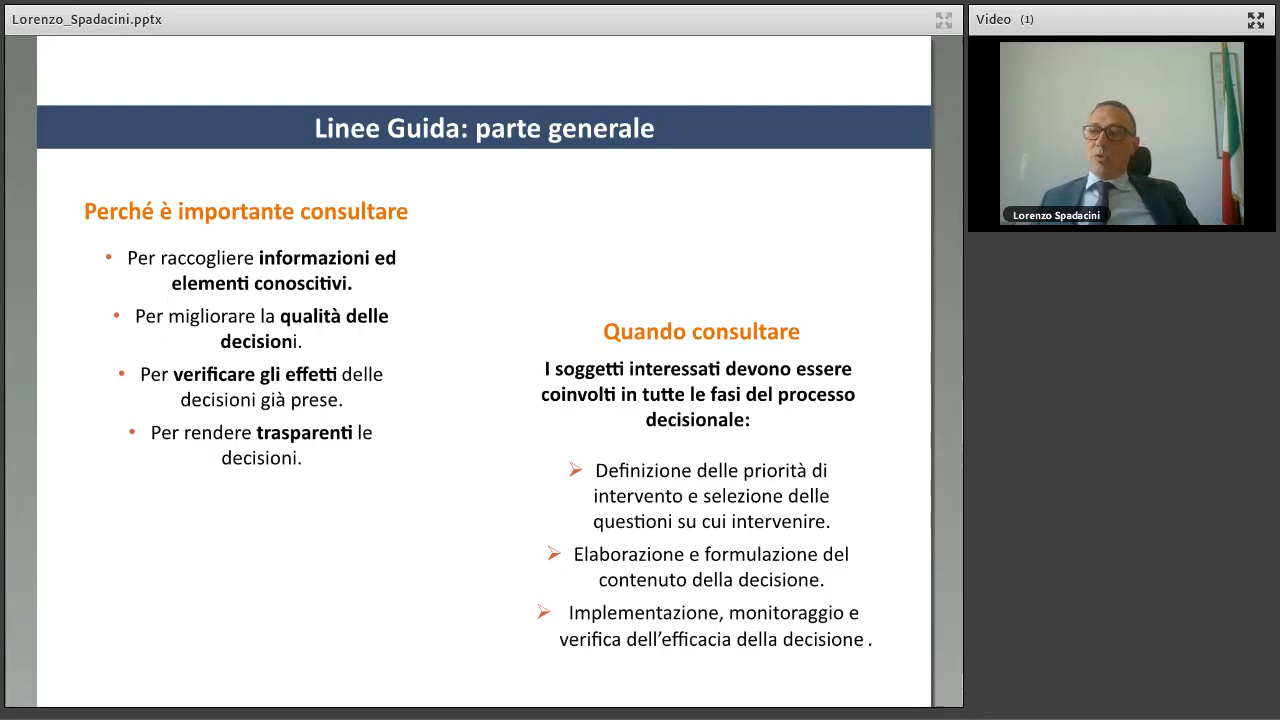 Lorenzo_Spadacini.pptx
Video (1)
Lorenzo Spadacini
Linee Guida: parte generale
Perché è importante consultare
• Per raccogliere informazioni ed
elementi conoscitivi.
• Per migliorare la qualità delle
decisioni.
• Per verificare gli effetti delle
decisioni già prese.
• Per rendere trasparenti le
decisioni.
Quando consultare
I soggetti interessati devono essere
coinvolti in tutte le fasi del processo
decisionale:
➢ Definizione delle priorità di
intervento e selezione delle
questioni su cui intervenire.
➢ Elaborazione e formulazione del
contenuto della decisione.
➢ Implementazione, monitoraggio e
verifica dell’efficacia della decisione .